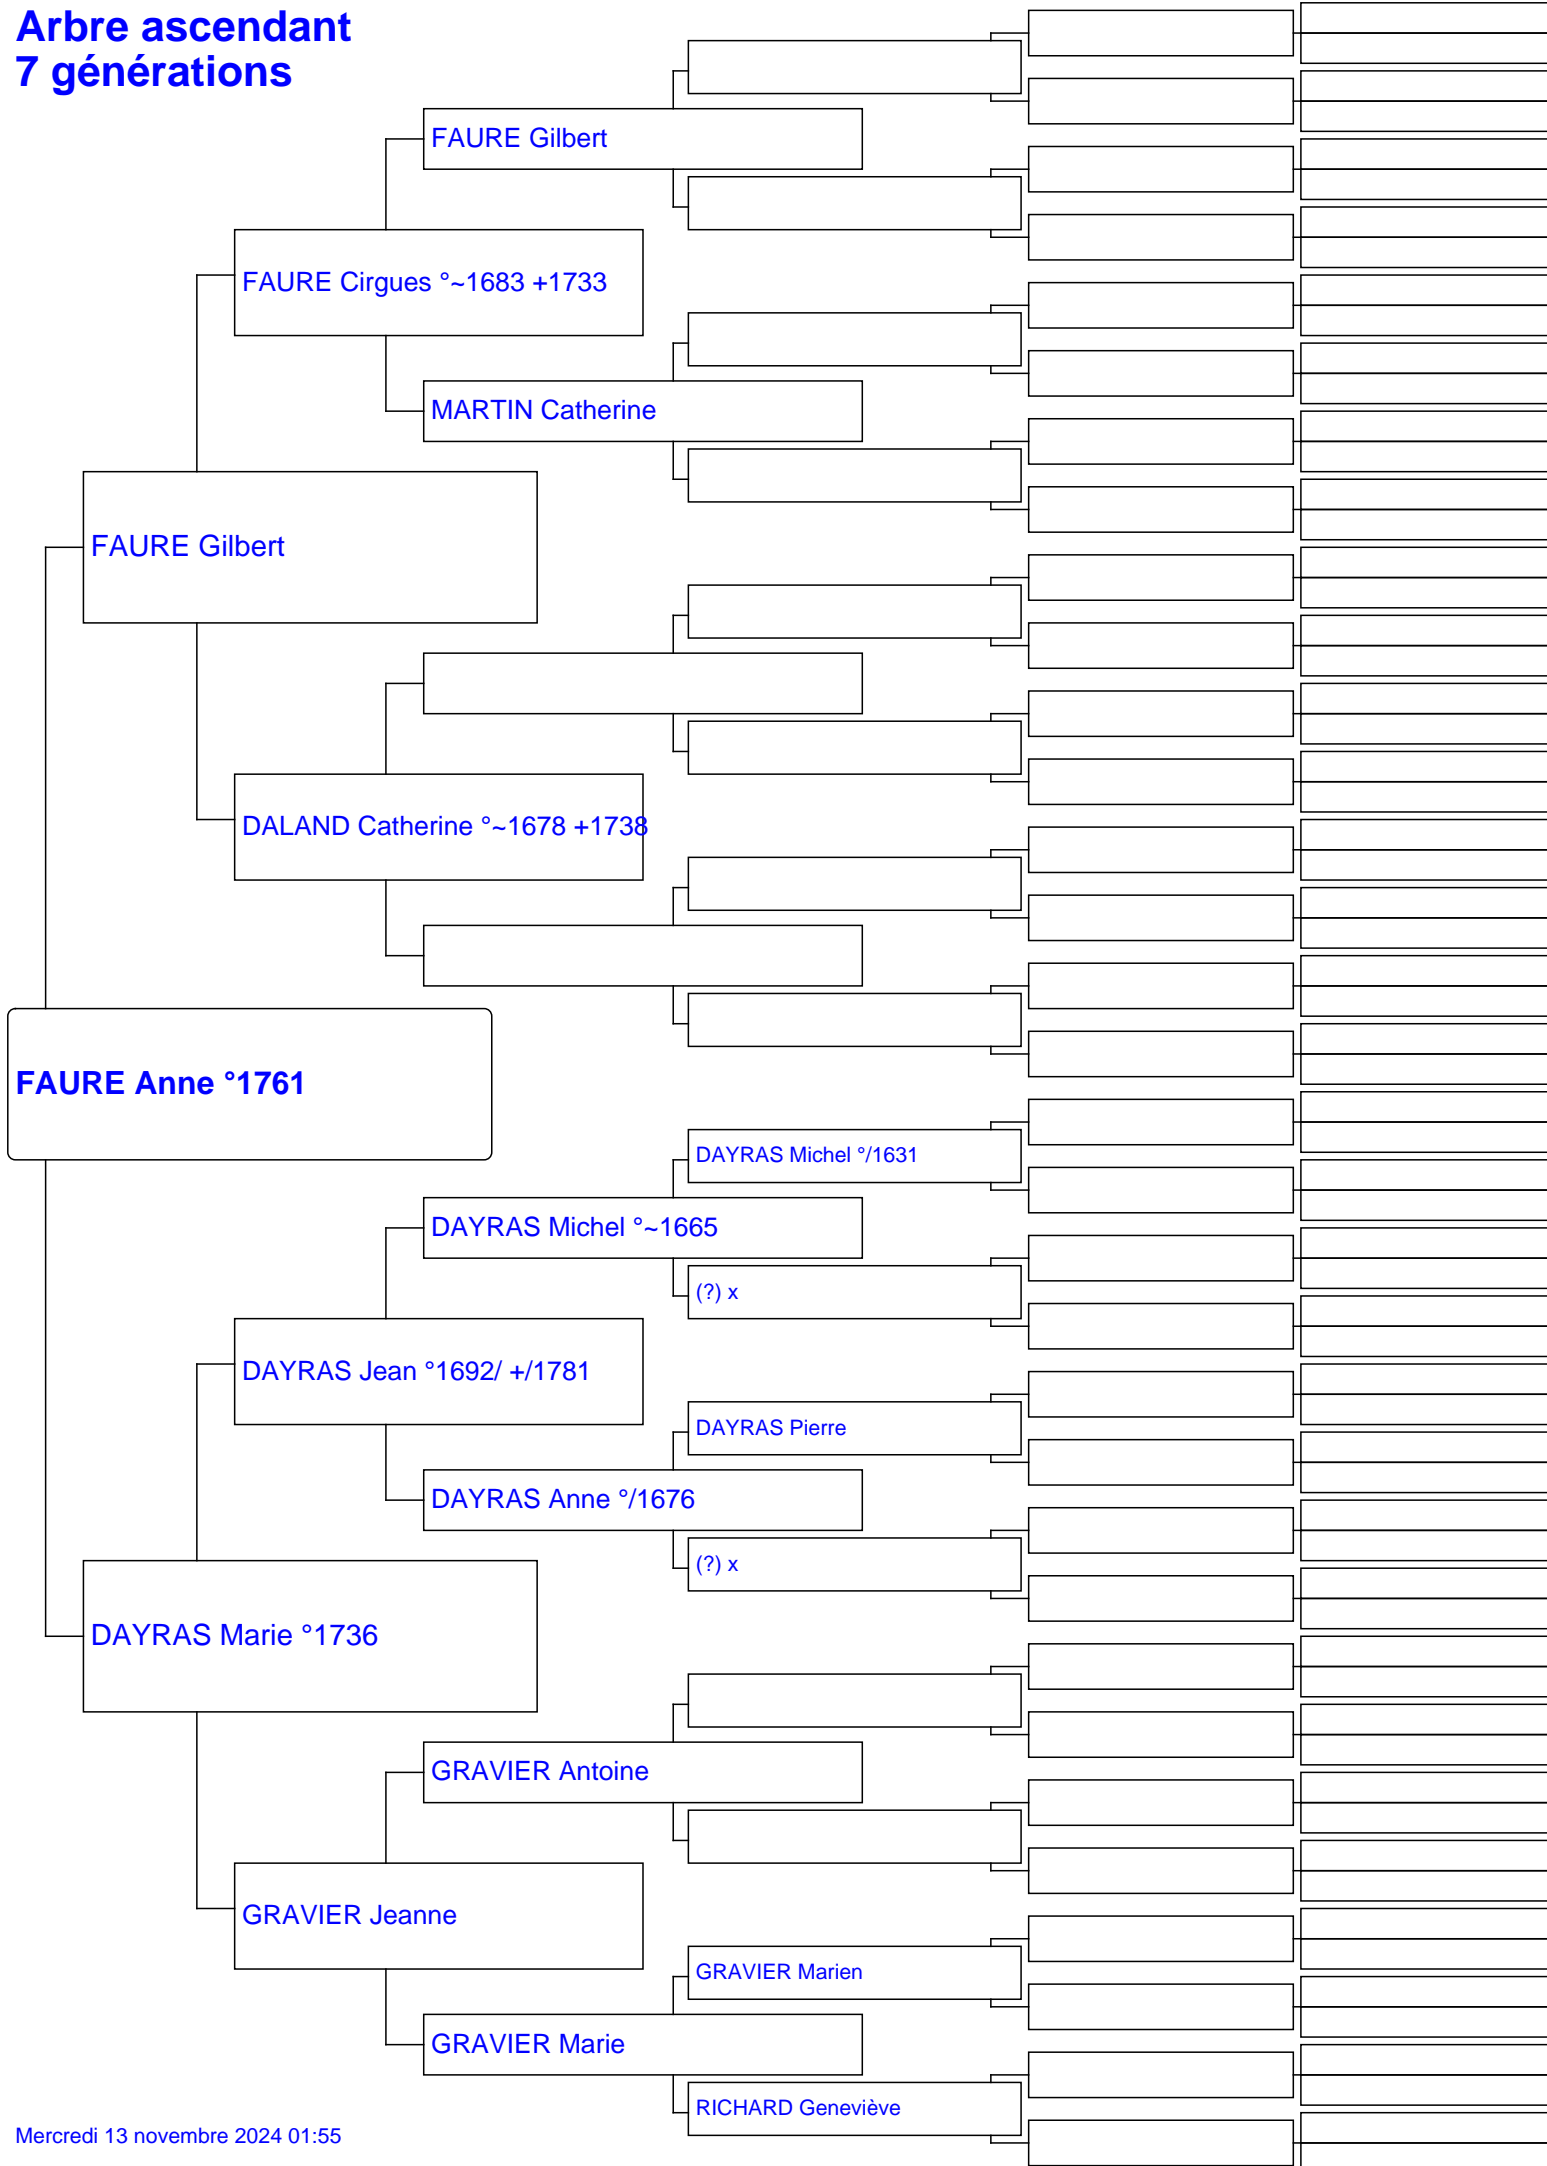 Arbre ascendant
7 générations
FAURE Gilbert
FAURE Cirgues °~1683 +1733
MARTIN Catherine
FAURE Gilbert
DALAND Catherine °~1678 +1738
FAURE Anne °1761
DAYRAS Michel °/1631
DAYRAS Michel °~1665
(?) x
DAYRAS Jean °1692/ +/1781
DAYRAS Pierre
DAYRAS Anne °/1676
(?) x
DAYRAS Marie °1736
GRAVIER Antoine
GRAVIER Jeanne
GRAVIER Marien
GRAVIER Marie
RICHARD Geneviève
Mercredi 13 novembre 2024 01:55